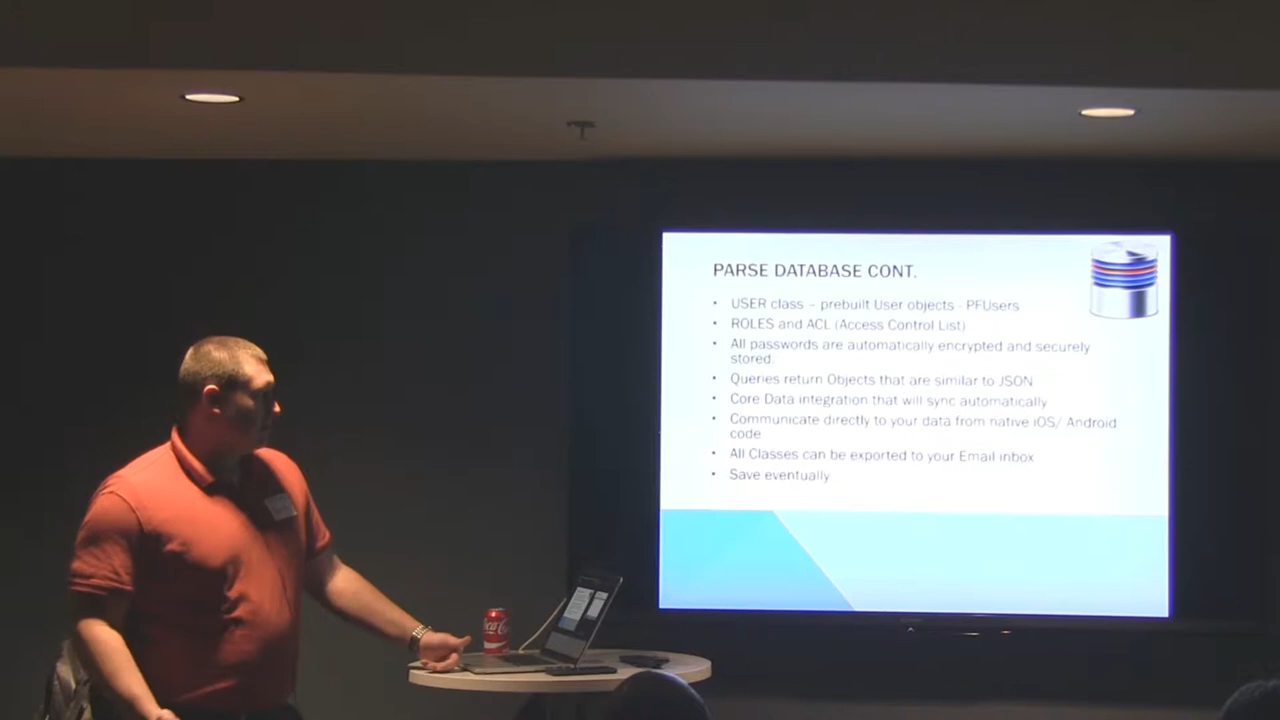 PARSE DATABASE CONT.
• USER class – prebuilt User objects - PFUsers
• ROLES and ACL (Access Control List)
• All passwords are automatically encrypted and securely
stored.
• Queries return Objects that are similar to JSON
• Core Data integration that will sync automatically
• Communicate directly to your data from native iOS/ Android
code
• All Classes can be exported to your Email inbox
• Save eventually
Coca-Cola